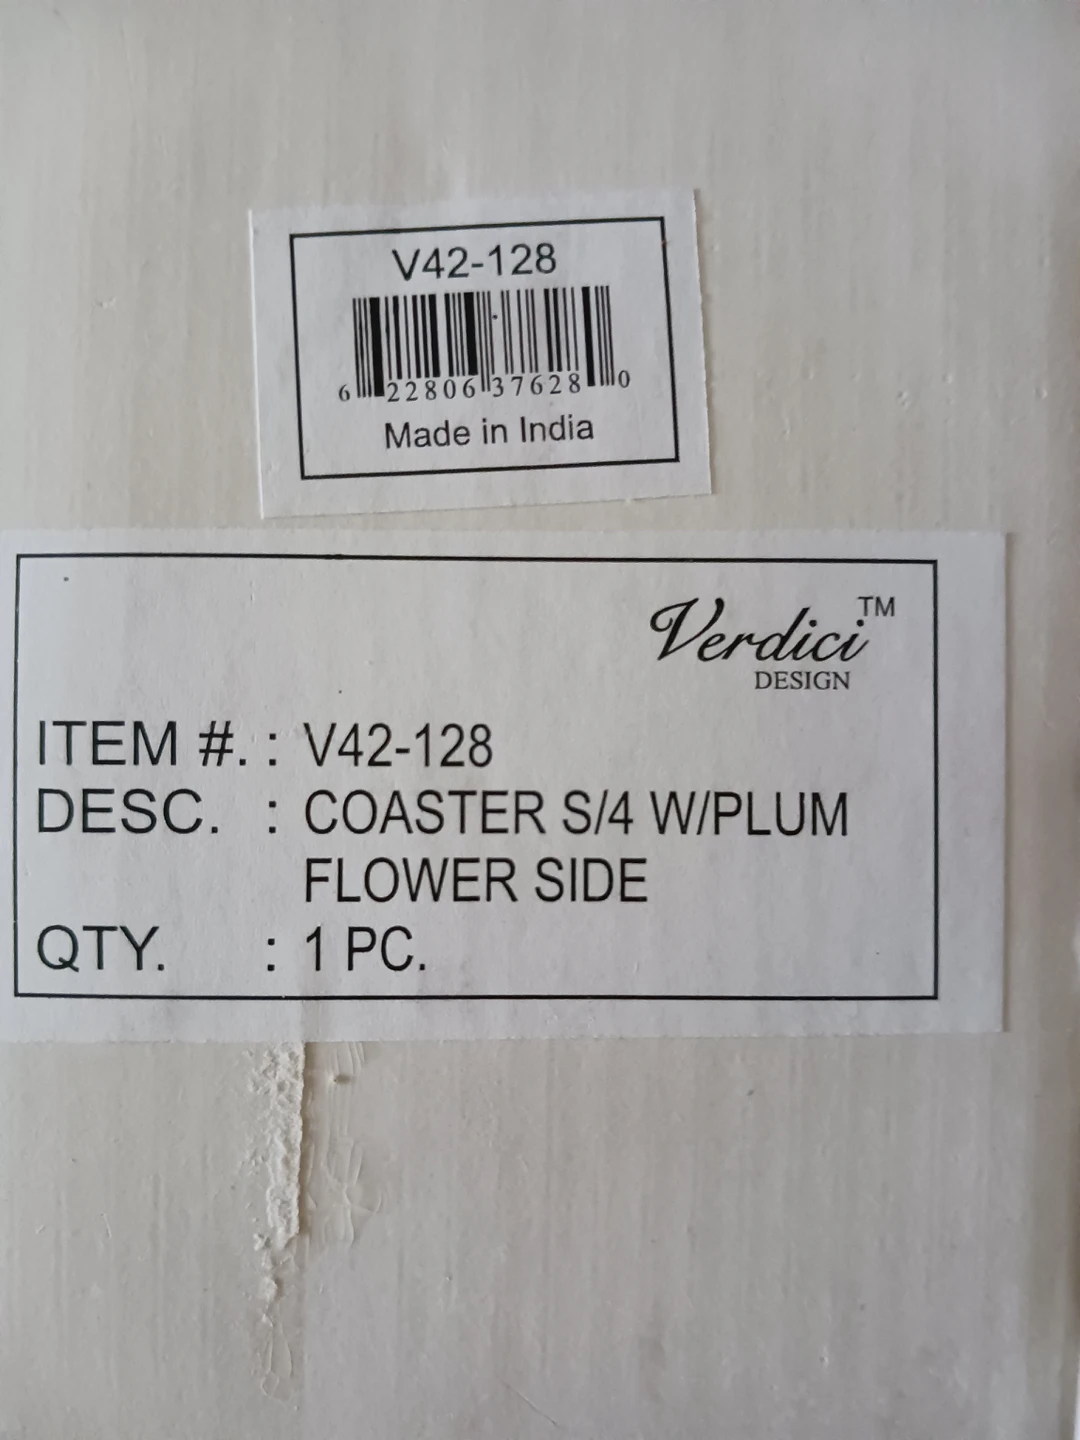 V42-128
6 22806 37628 0
Made in India
Verdici™
DESIGN
ITEM #. : V42-128
DESC. : COASTER S/4 W/PLUM
FLOWER SIDE
QTY. : 1 PC.